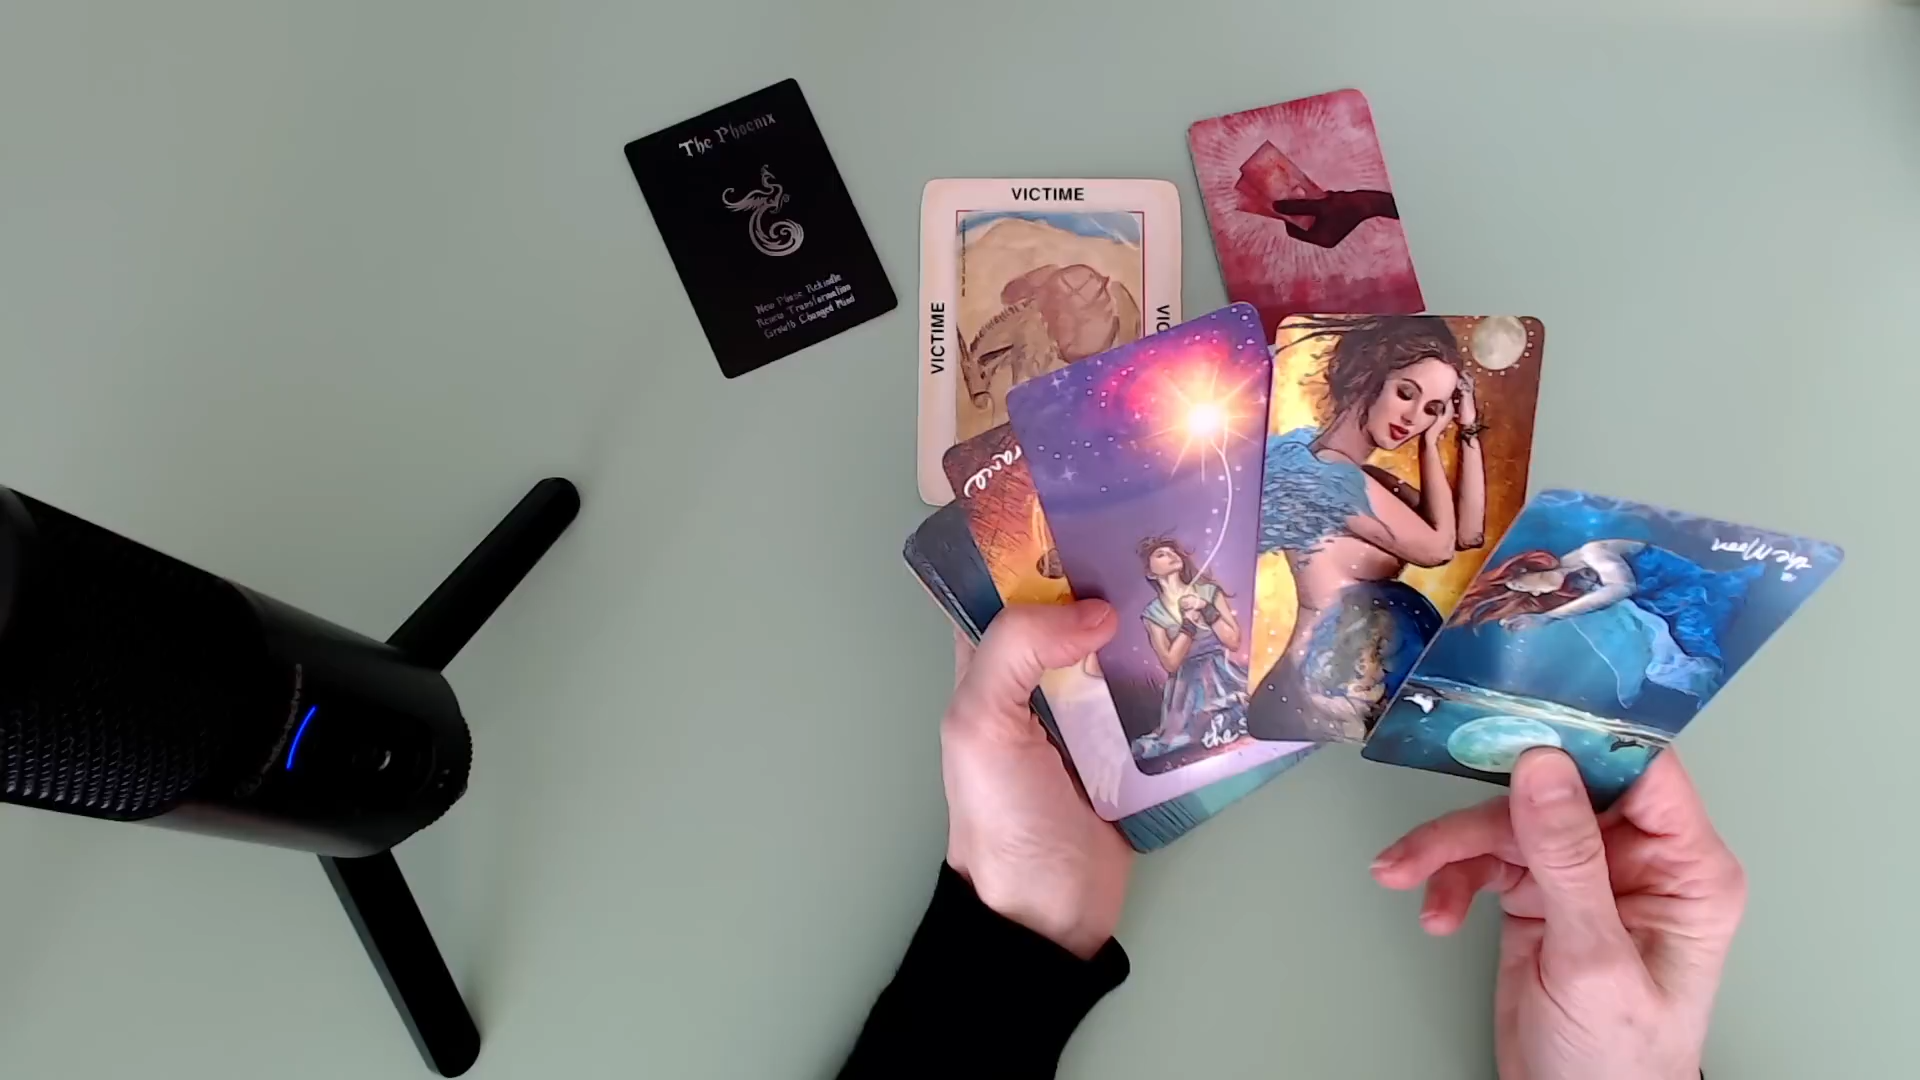 The Phoenix
New Phase Rekindle
Renew Transformation
Growth Changed Mind
VICTIME
VICTIME
the Moon